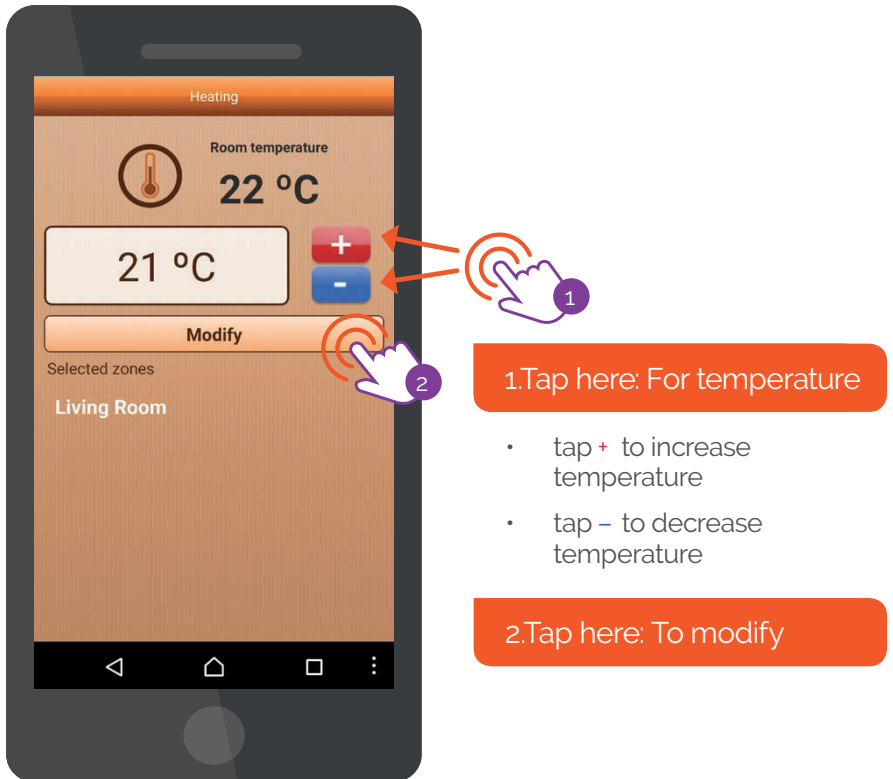 Heating
Room temperature
22 ºC
21 ºC
+
-
Modify
Selected zones
Living Room
1
2
1.Tap here: For temperature
• tap + to increase
temperature
• tap – to decrease
temperature
2.Tap here: To modify